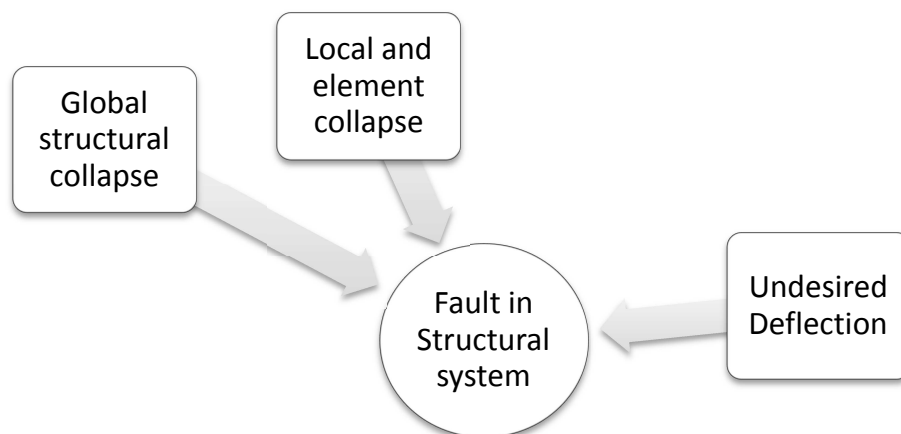 Local and
element
collapse
Global
structural
collapse
Undesired
Deflection
Fault in
Structural
system